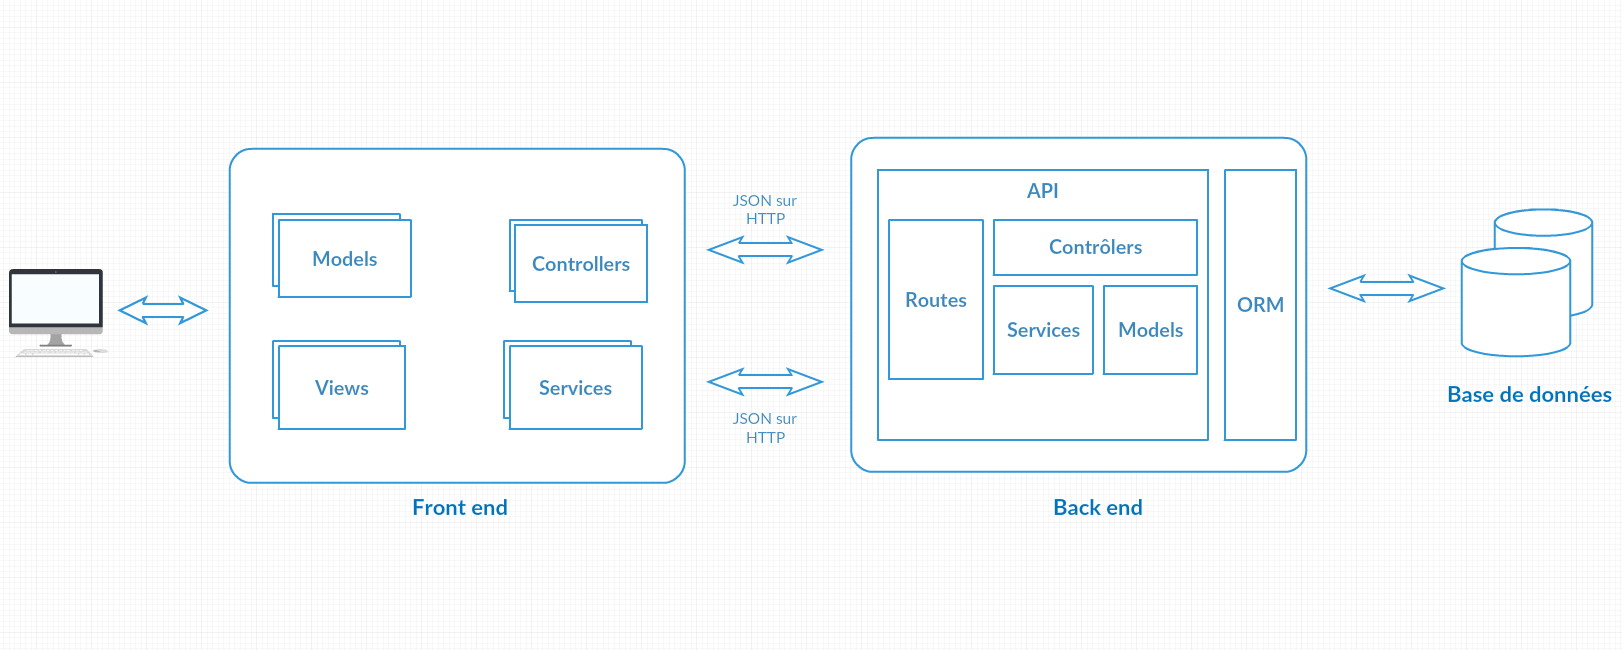 Models
Controllers
Views
Services
Front end
JSON sur
HTTP
JSON sur
HTTP
API
Routes
Contrôlers
Services
Models
ORM
Back end
Base de données